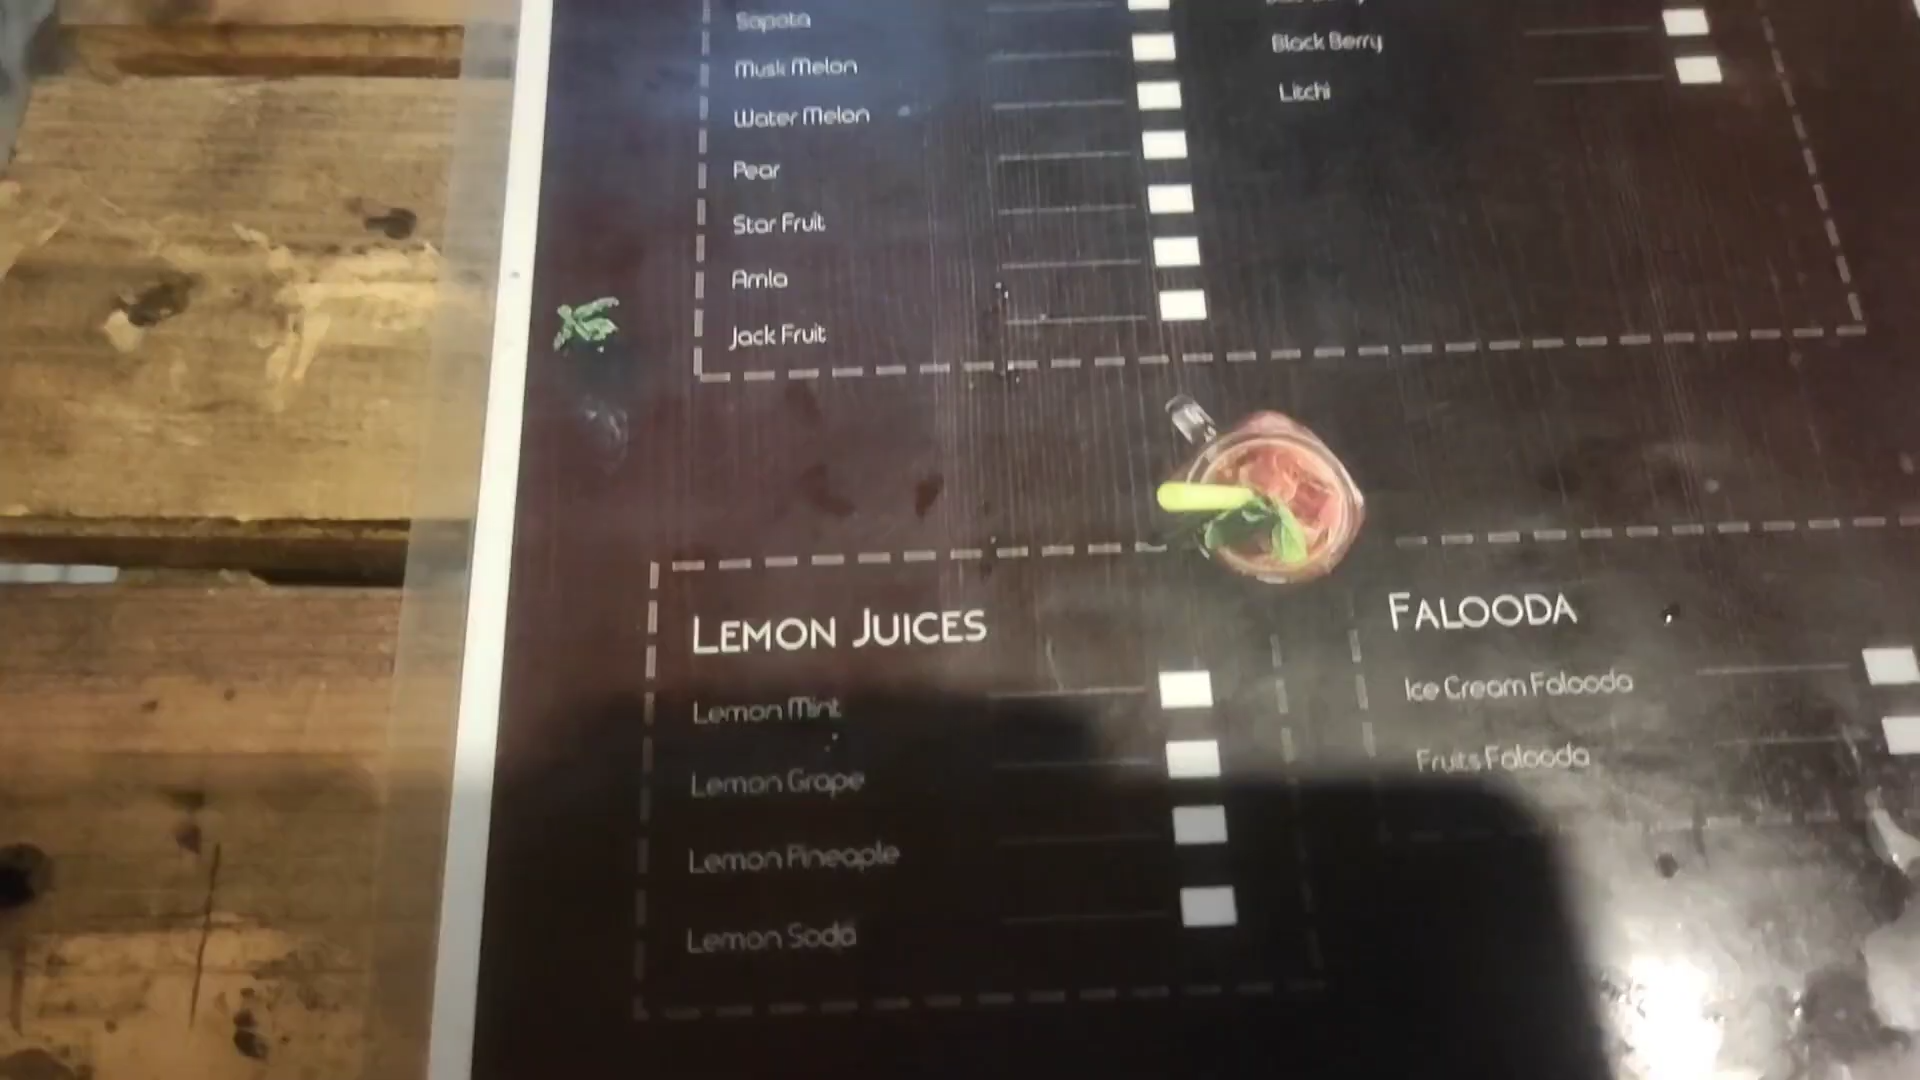 Sapota
Musk Melon
Water Melon
Pear
Star Fruit
Amla
Jack Fruit
Black Berry
Litchi
LEMON JUICES
Lemon Mint
Lemon Grape
Lemon Pineaple
Lemon Soda
FALOODA
Ice Cream Falooda
Fruits Falooda